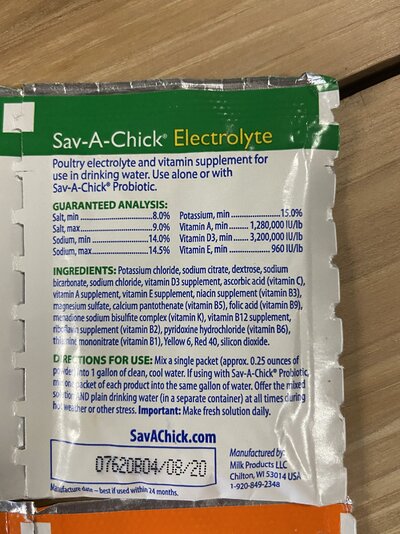 Sav-A-Chick® Electrolyte
Poultry electrolyte and vitamin supplement for
use in drinking water. Use alone or with
Sav-A-Chick® Probiotic.
GUARANTEED ANALYSIS:
Salt, min ........ 8.0% Potassium, min ........ 15.0%
Salt, max ........ 9.0% Vitamin A, min ........ 1,280,000 IU/lb
Sodium, min ........ 14.0% Vitamin D3, min ........ 3,200,000 IU/lb
Sodium, max ........ 14.5% Vitamin E, min ........ 960 IU/lb
INGREDIENTS: Potassium chloride, sodium citrate, dextrose, sodium
bicarbonate, sodium chloride, vitamin D3 supplement, ascorbic acid (vitamin C),
vitamin A supplement, vitamin E supplement, niacin supplement (vitamin B3),
magnesium sulfate, calcium pantothenate (vitamin B5), folic acid (vitamin B9),
menadione sodium bisulfite complex (vitamin K), vitamin B12 supplement,
riboflavin supplement (vitamin B2), pyridoxine hydrochloride (vitamin B6),
thiamine mononitrate (vitamin B1), Yellow 6, Red 40, silicon dioxide.
DIRECTIONS FOR USE: Mix a single packet (approx. 0.25 ounces of
powder) into 1 gallon of clean, cool water. If using with Sav-A-Chick® Probiotic,
mix one packet of each product into the same gallon of water. Offer the mixed
solution AND plain drinking water (in a separate container) at all times during
hot weather or other stress. Important: Make fresh solution daily.
SavAChick.com
07620B04/08/20
Manufacture date – best if used within 24 months.
Manufactured by:
Milk Products LLC
Chilton, WI 53014 USA
1-920-849-2348